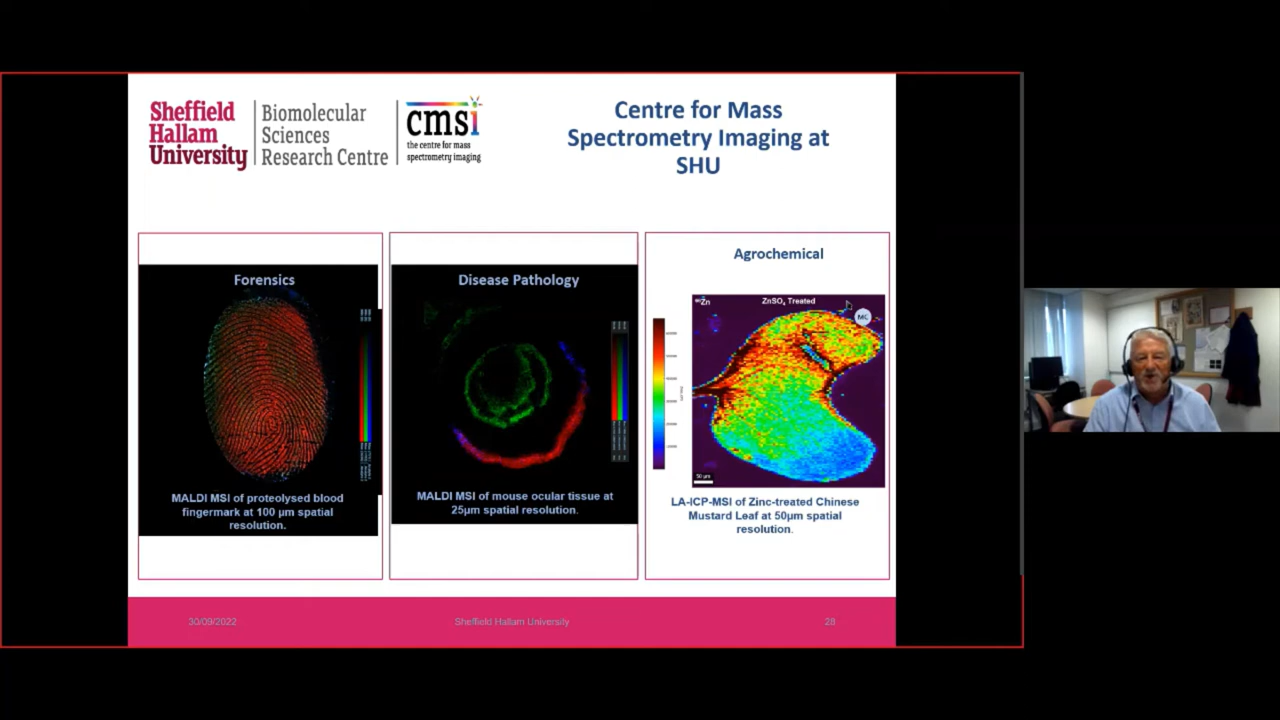 Sheffield
Hallam
University
Biomolecular
Sciences
Research Centre
cmsi
the centre for mass
spectrometry imaging
Centre for Mass
Spectrometry Imaging at
SHU
Forensics
MALDI MSI of proteolysed blood
fingermark at 100 µm spatial
resolution.
Disease Pathology
MALDI MSI of mouse ocular tissue at
25µm spatial resolution.
Agrochemical
ZnSO₄ Treated
MC
50 µm
LA-ICP-MSI of Zinc-treated Chinese
Mustard Leaf at 50µm spatial
resolution.
30/09/2022
Sheffield Hallam University
28